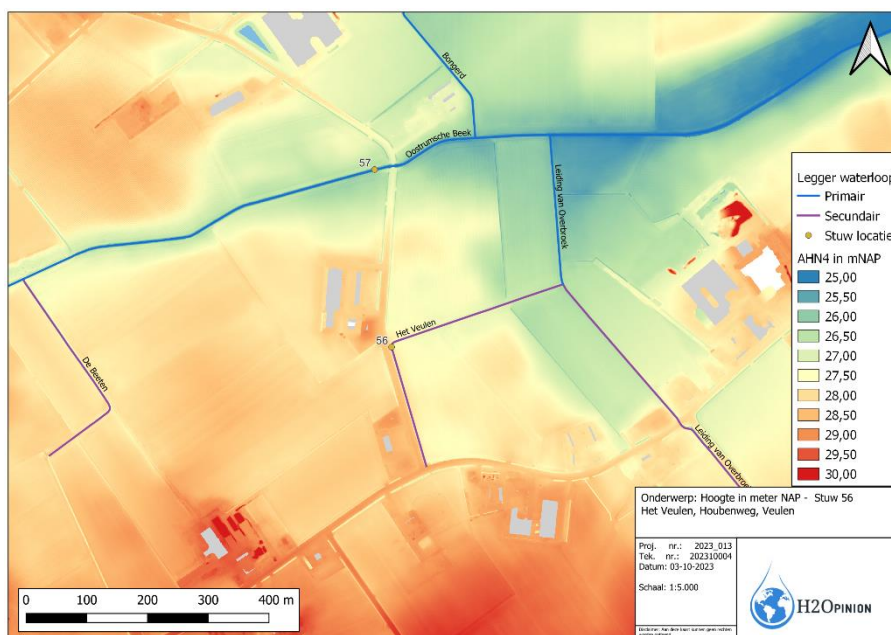 Bongerd
Oostrumsche Beek
57
Leiding van Overbroek
Het Veulen
56
De Beeten
Leiding van Overbroek
Legger waterloop
Primair
Secundair
Stuw locatie
AHN4 in mNAP
25,00
25,50
26,00
26,50
27,00
27,50
28,00
28,50
29,00
29,50
30,00
Onderwerp: Hoogte in meter NAP - Stuw 56
Het Veulen, Houbenweg, Veulen
Proj. nr.: 2023_013
Tek. nr.: 202310004
Datum: 03-10-2023
Schaal: 1:5.000
H2OPINION
0 100 200 300 400 m